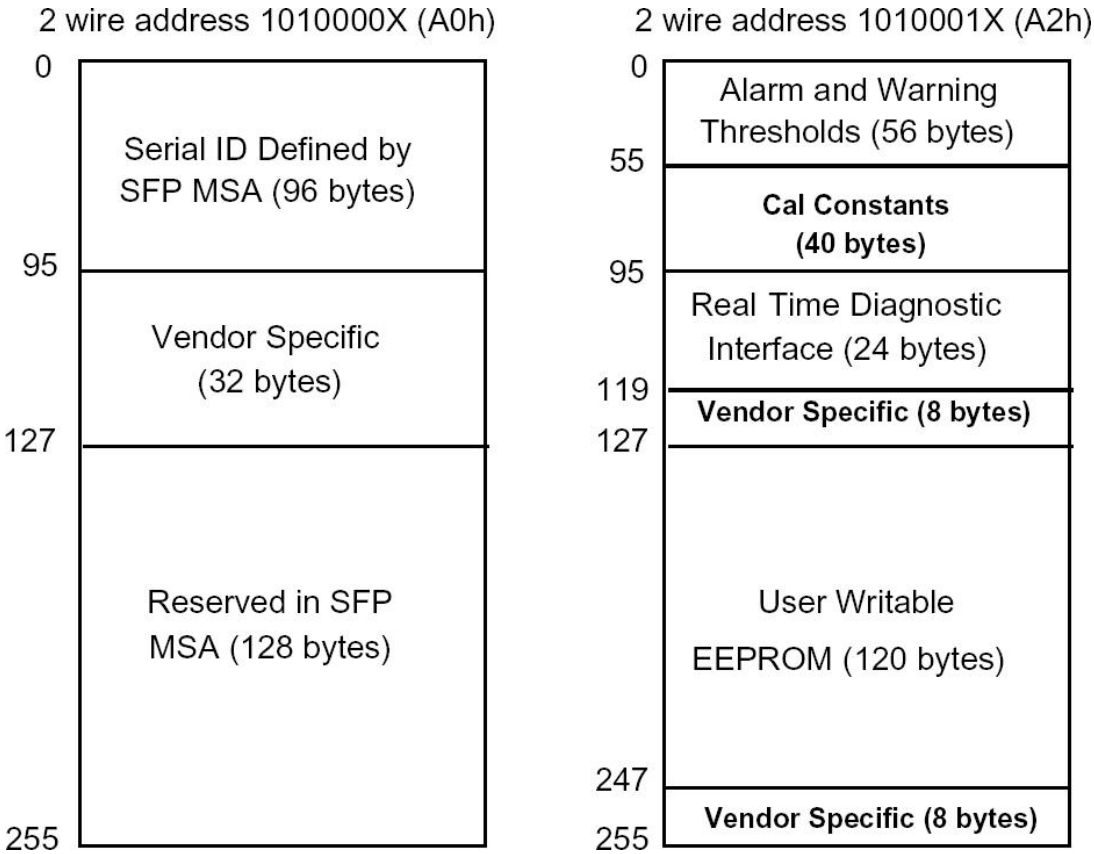 2 wire address 1010000X (A0h)
0
Serial ID Defined by
SFP MSA (96 bytes)
95
Vendor Specific
(32 bytes)
127
Reserved in SFP
MSA (128 bytes)
255
2 wire address 1010001X (A2h)
0
Alarm and Warning
Thresholds (56 bytes)
55
Cal Constants
(40 bytes)
95
Real Time Diagnostic
Interface (24 bytes)
119
Vendor Specific (8 bytes)
127
User Writable
EEPROM (120 bytes)
247
Vendor Specific (8 bytes)
255